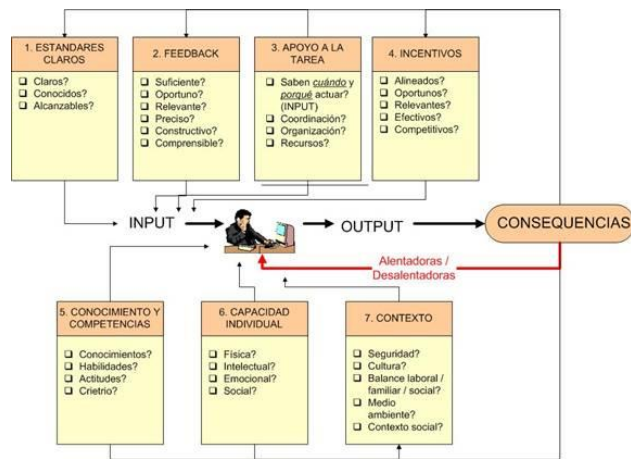 1. ESTANDARES
CLAROS
❑ Claros?
❑ Conocidos?
❑ Alcanzables?
2. FEEDBACK
❑ Suficiente?
❑ Oportuno?
❑ Relevante?
❑ Preciso?
❑ Constructivo?
❑ Comprensible?
3. APOYO A LA
TAREA
❑ Saben cuándo y
porqué actuar?
(INPUT)
❑ Coordinación?
❑ Organización?
❑ Recursos?
4. INCENTIVOS
❑ Alineados?
❑ Oportunos?
❑ Relevantes?
❑ Efectivos?
❑ Competitivos?
INPUT
OUTPUT
CONSEQUENCIAS
Alentadoras /
Desalentadoras
5. CONOCIMIENTO Y
COMPETENCIAS
❑ Conocimientos?
❑ Habilidades?
❑ Actitudes?
❑ Crietrio?
6. CAPACIDAD
INDIVIDUAL
❑ Física?
❑ Intelectual?
❑ Emocional?
❑ Social?
7. CONTEXTO
❑ Seguridad?
❑ Cultura?
❑ Balance laboral /
familiar / social?
❑ Medio
ambiente?
❑ Contexto social?